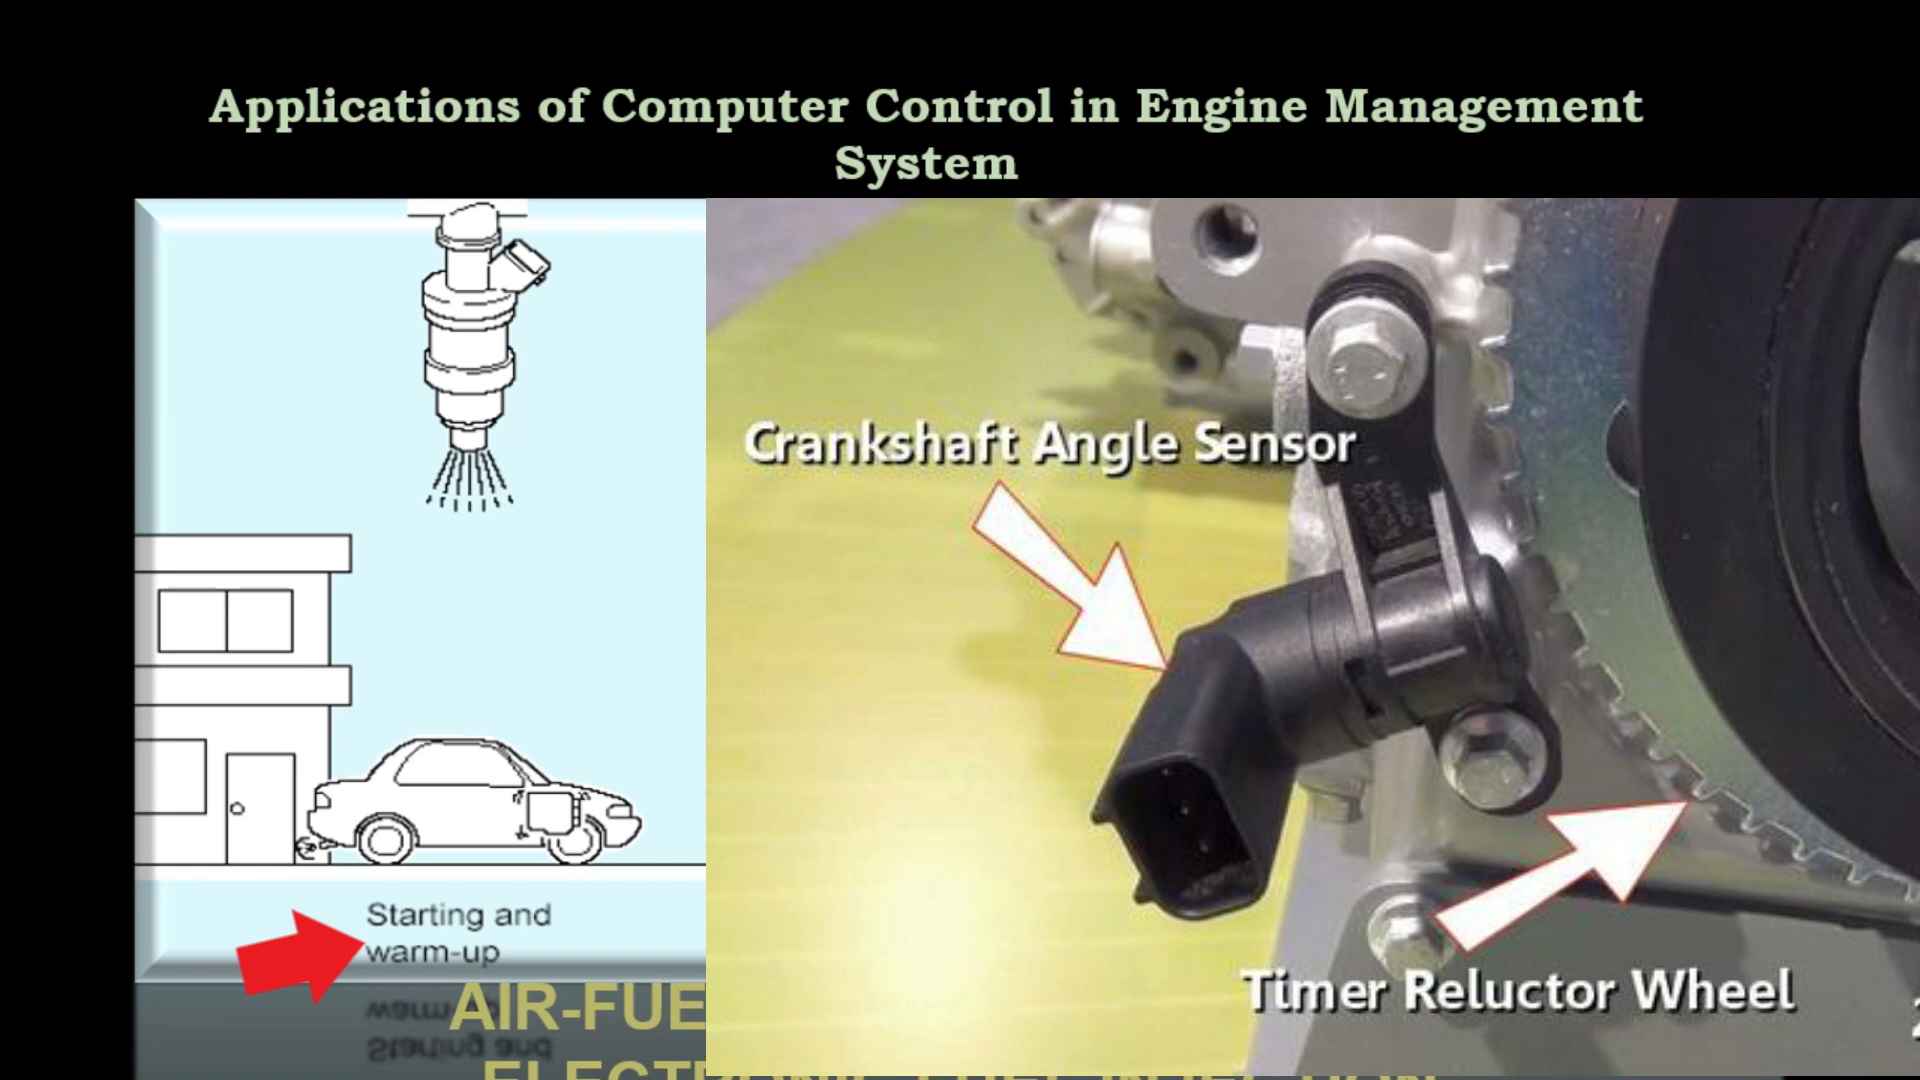 Applications of Computer Control in Engine Management
System
Crankshaft Angle Sensor
Starting and
warm-up
Timer Reluctor Wheel
AIR-FUE